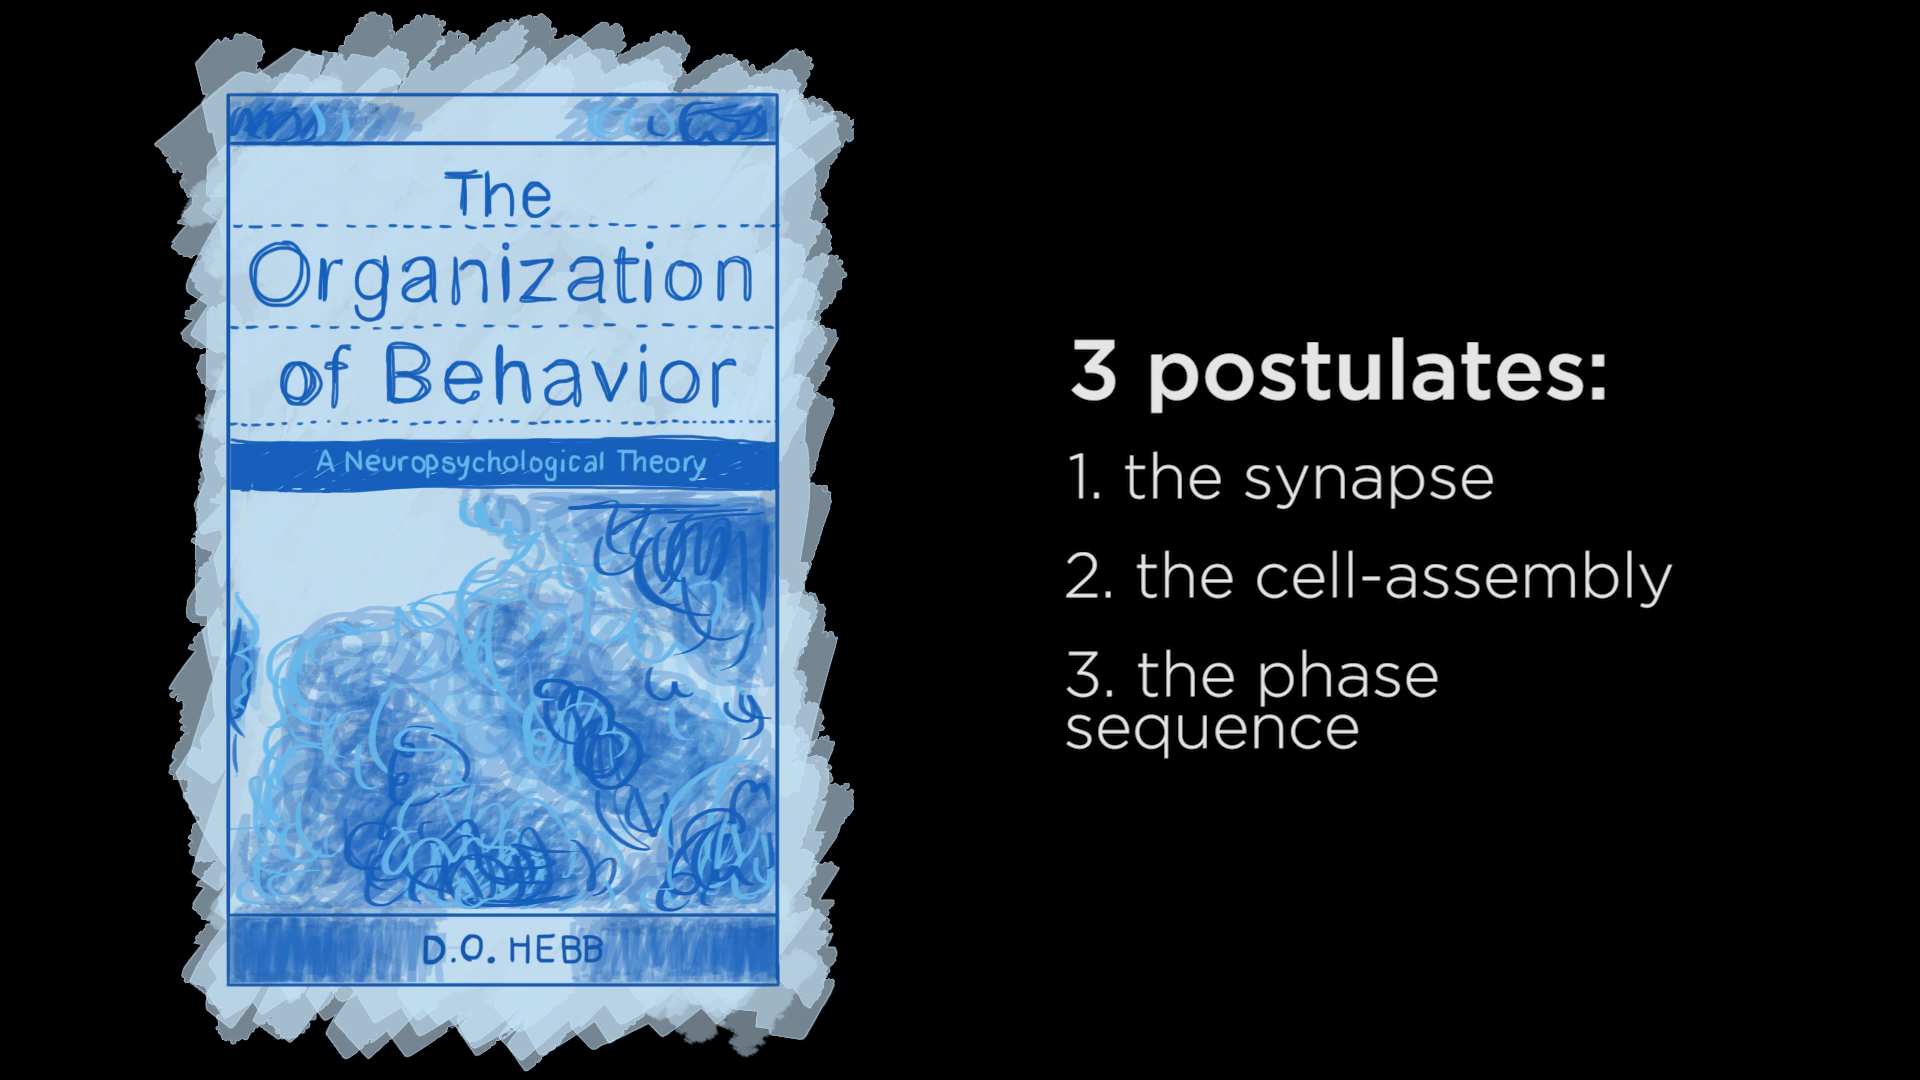 The
Organization
of Behavior
A Neuropsychological Theory
D.O. HEBB
3 postulates:
1. the synapse
2. the cell-assembly
3. the phase
sequence